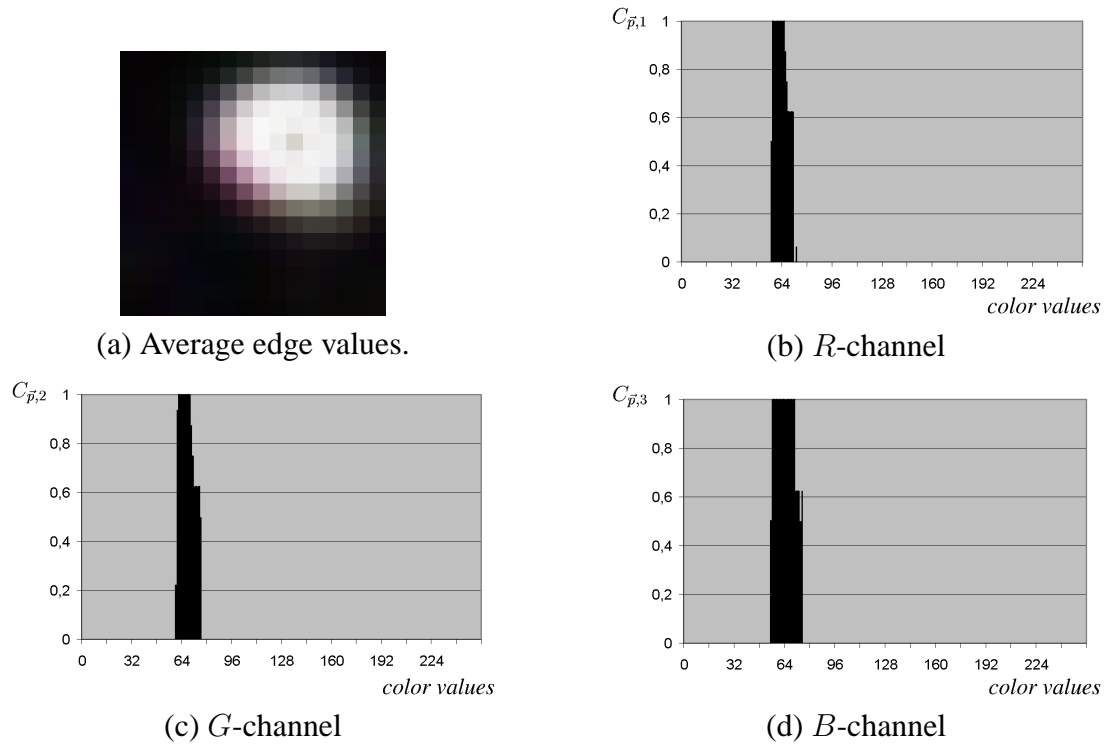 C_{\vec{p},1}
1
0,8
0,6
0,4
0,2
0
0 32 64 96 128 160 192 224
color values
(a) Average edge values.
(b) R-channel
C_{\vec{p},2}
1
0,8
0,6
0,4
0,2
0
0 32 64 96 128 160 192 224
color values
(c) G-channel
C_{\vec{p},3}
1
0,8
0,6
0,4
0,2
0
0 32 64 96 128 160 192 224
color values
(d) B-channel